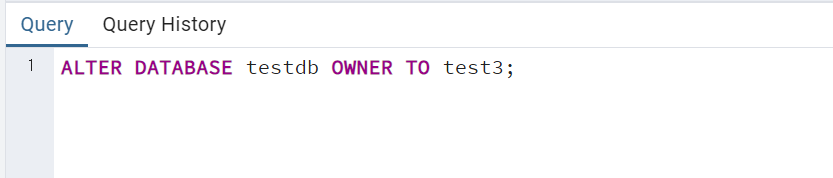 Query Query History
1 ALTER DATABASE testdb OWNER TO test3;